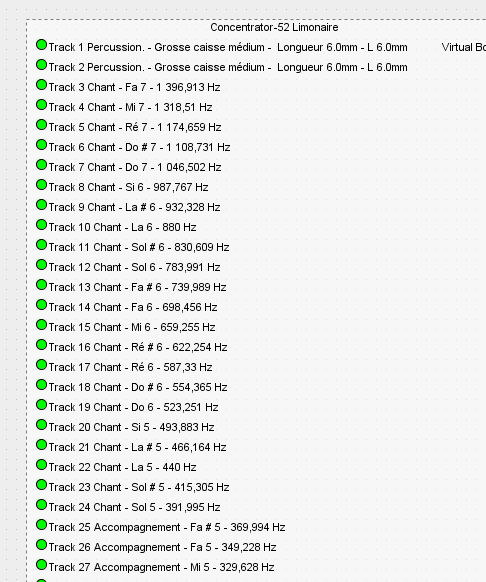 Concentrator-52 Limonaire
Track 1 Percussion. - Grosse caisse médium -  Longueur 6.0mm - L 6.0mm Virtual Bo
Track 2 Percussion. - Grosse caisse médium -  Longueur 6.0mm - L 6.0mm
Track 3 Chant - Fa 7 - 1 396,913 Hz
Track 4 Chant - Mi 7 - 1 318,51 Hz
Track 5 Chant - Ré 7 - 1 174,659 Hz
Track 6 Chant - Do # 7 - 1 108,731 Hz
Track 7 Chant - Do 7 - 1 046,502 Hz
Track 8 Chant - Si 6 - 987,767 Hz
Track 9 Chant - La # 6 - 932,328 Hz
Track 10 Chant - La 6 - 880 Hz
Track 11 Chant - Sol # 6 - 830,609 Hz
Track 12 Chant - Sol 6 - 783,991 Hz
Track 13 Chant - Fa # 6 - 739,989 Hz
Track 14 Chant - Fa 6 - 698,456 Hz
Track 15 Chant - Mi 6 - 659,255 Hz
Track 16 Chant - Ré # 6 - 622,254 Hz
Track 17 Chant - Ré 6 - 587,33 Hz
Track 18 Chant - Do # 6 - 554,365 Hz
Track 19 Chant - Do 6 - 523,251 Hz
Track 20 Chant - Si 5 - 493,883 Hz
Track 21 Chant - La # 5 - 466,164 Hz
Track 22 Chant - La 5 - 440 Hz
Track 23 Chant - Sol # 5 - 415,305 Hz
Track 24 Chant - Sol 5 - 391,995 Hz
Track 25 Accompagnement - Fa # 5 - 369,994 Hz
Track 26 Accompagnement - Fa 5 - 349,228 Hz
Track 27 Accompagnement - Mi 5 - 329,628 Hz